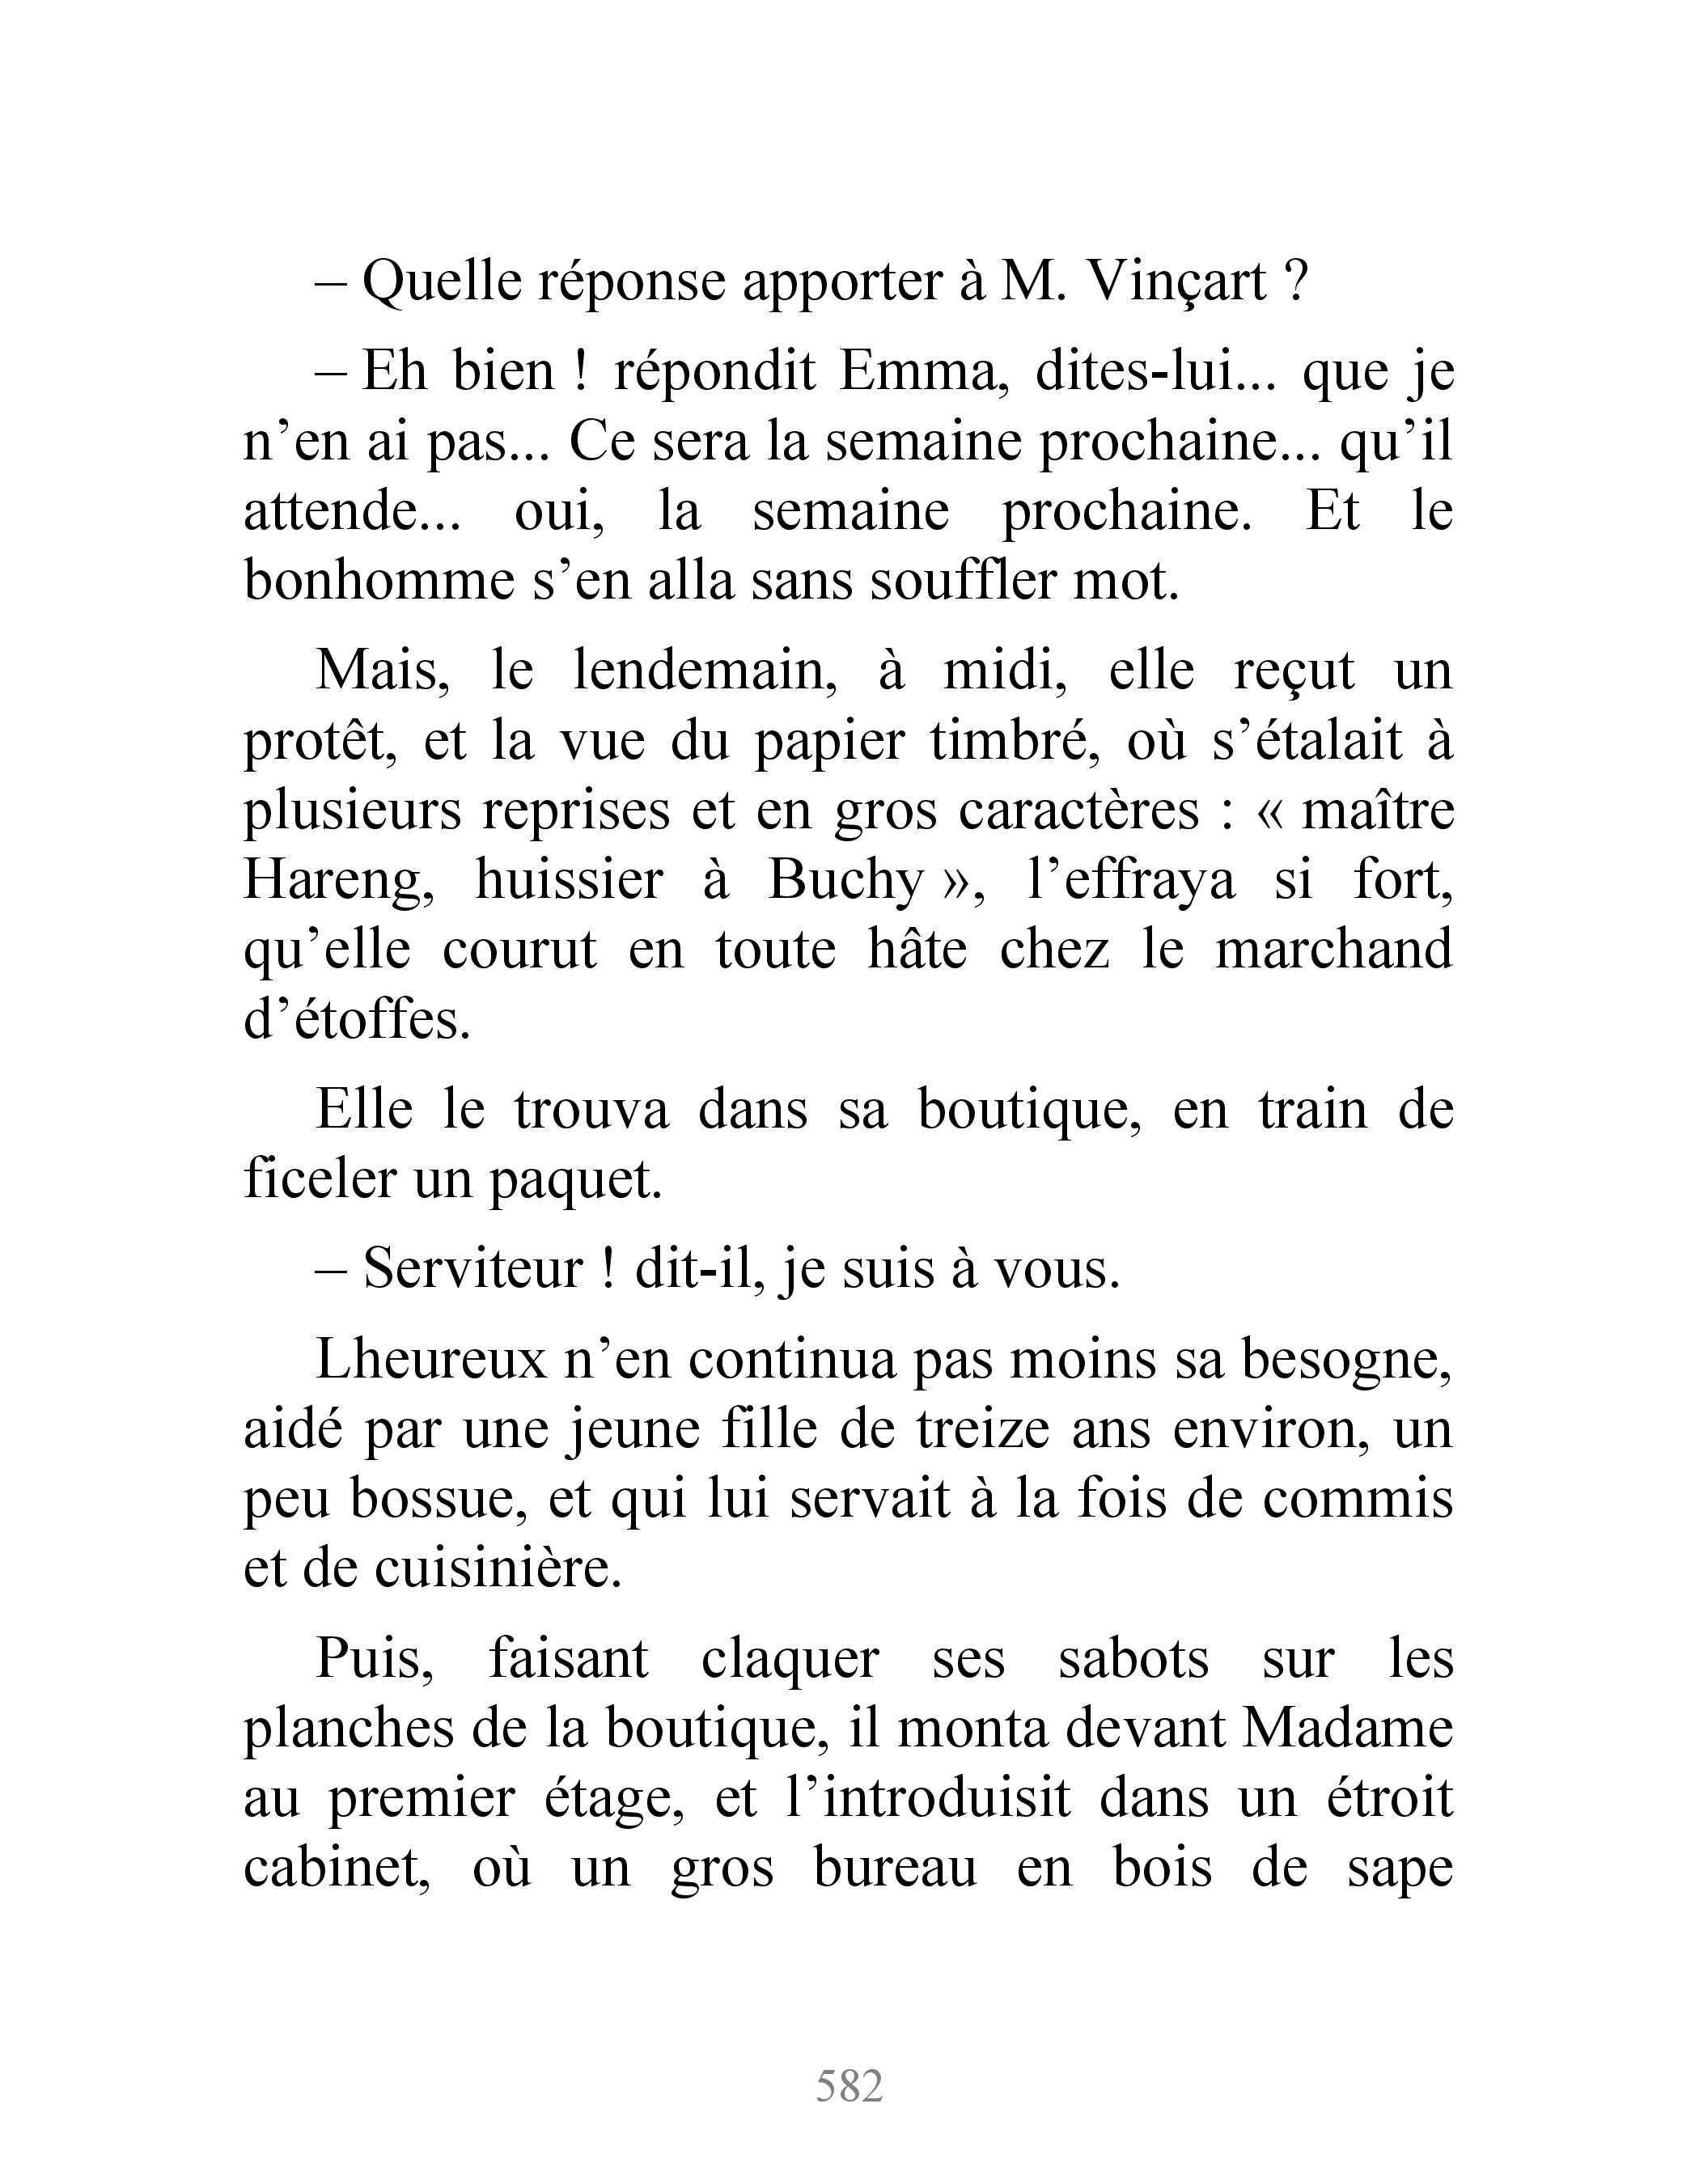 – Quelle réponse apporter à M. Vinçart ?
– Eh bien ! répondit Emma, dites-lui... que je
n’en ai pas... Ce sera la semaine prochaine... qu’il
attende... oui, la semaine prochaine. Et le
bonhomme s’en alla sans souffler mot.
Mais, le lendemain, à midi, elle reçut un
protêt, et la vue du papier timbré, où s’étalait à
plusieurs reprises et en gros caractères : « maître
Hareng, huissier à Buchy », l’effraya si fort,
qu’elle courut en toute hâte chez le marchand
d’étoffes.
Elle le trouva dans sa boutique, en train de
ficeler un paquet.
– Serviteur ! dit-il, je suis à vous.
Lheureux n’en continua pas moins sa besogne,
aidé par une jeune fille de treize ans environ, un
peu bossue, et qui lui servait à la fois de commis
et de cuisinière.
Puis, faisant claquer ses sabots sur les
planches de la boutique, il monta devant Madame
au premier étage, et l’introduisit dans un étroit
cabinet, où un gros bureau en bois de sape
582